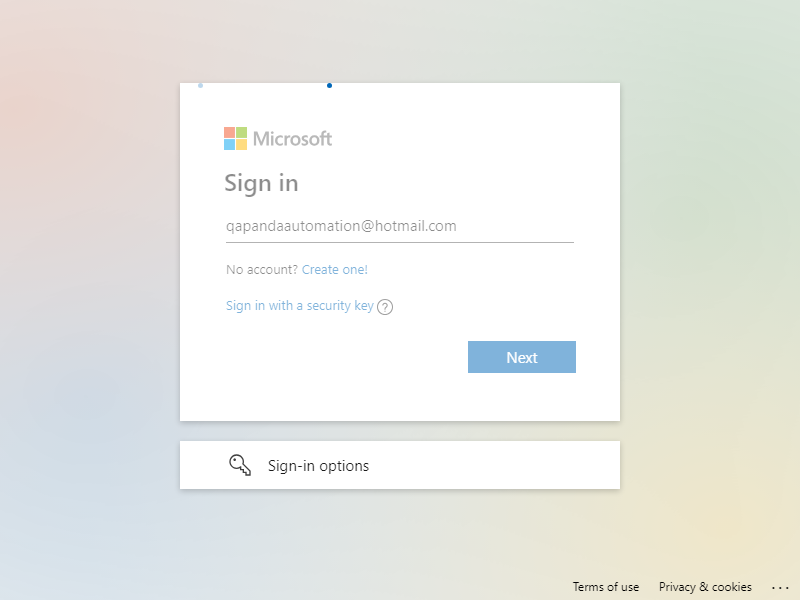 Microsoft
Sign in
qapandaautomation@hotmail.com
No account? Create one!
Sign in with a security key ?
Next
Sign-in options
Terms of use Privacy & cookies ...